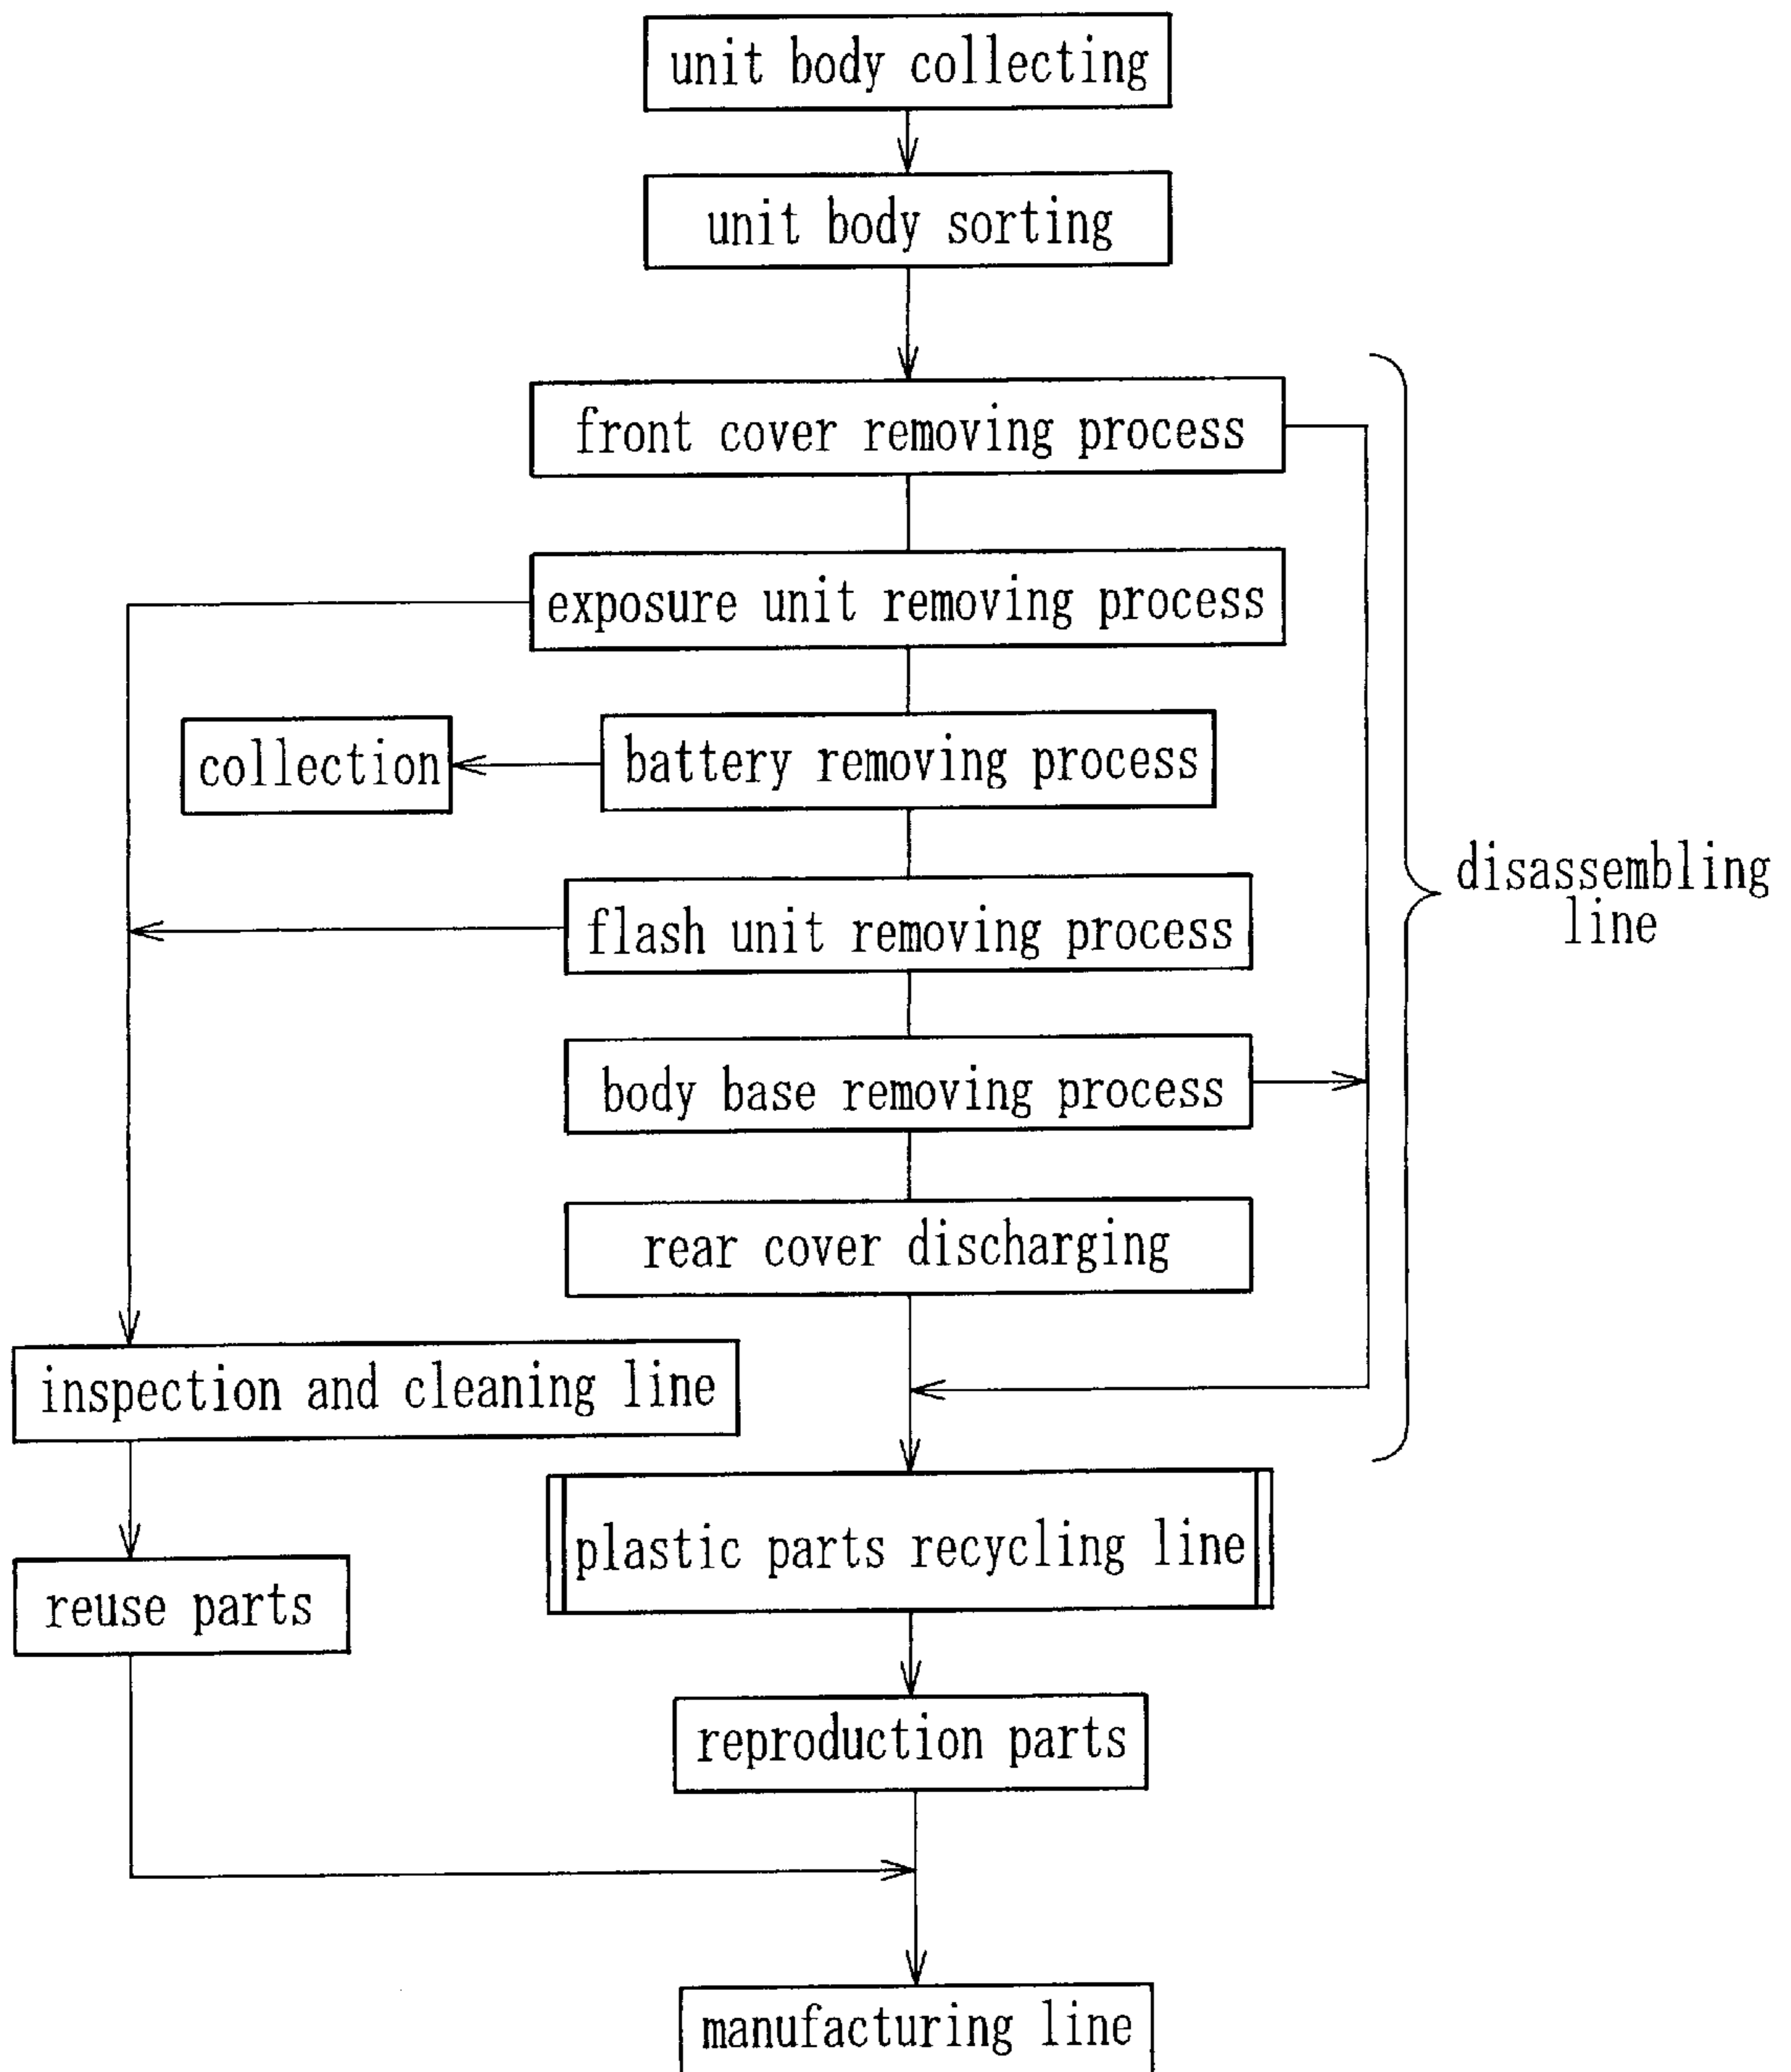 unit body collecting
unit body sorting
front cover removing process
exposure unit removing process
collection
battery removing process
disassembling
line
flash unit removing process
body base removing process
rear cover discharging
inspection and cleaning line
plastic parts recycling line
reuse parts
reproduction parts
manufacturing line